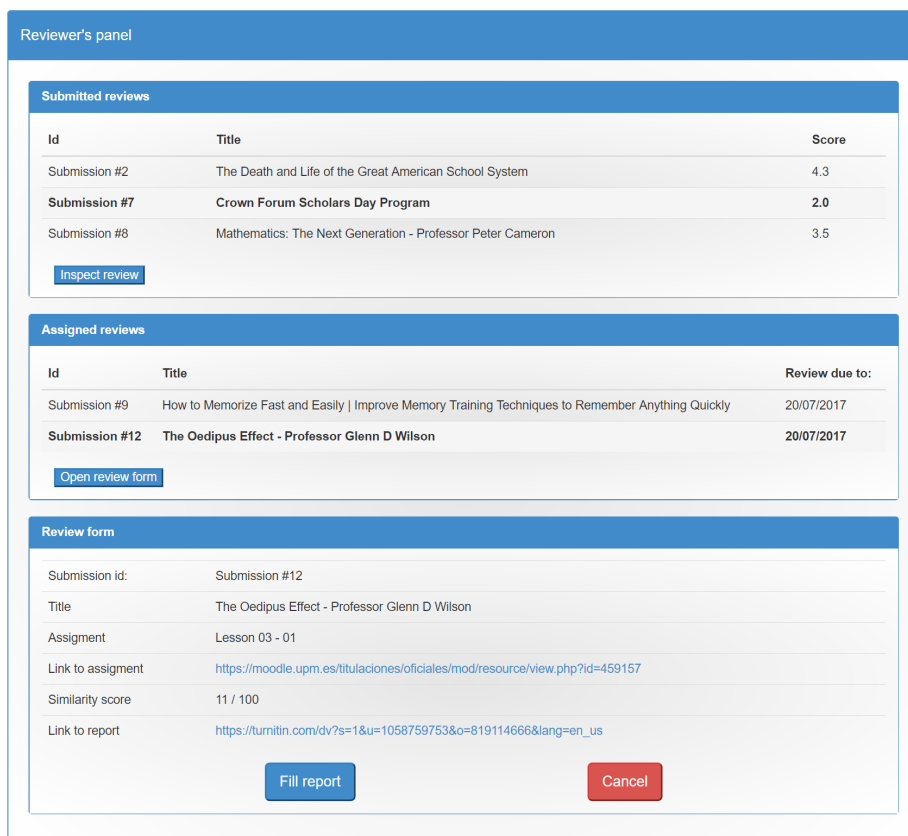 Reviewer's panel
Submitted reviews
Id Title Score
Submission #2 The Death and Life of the Great American School System 4.3
Submission #7 Crown Forum Scholars Day Program 2.0
Submission #8 Mathematics: The Next Generation - Professor Peter Cameron 3.5
Inspect review
Assigned reviews
Id Title Review due to:
Submission #9 How to Memorize Fast and Easily | Improve Memory Training Techniques to Remember Anything Quickly 20/07/2017
Submission #12 The Oedipus Effect - Professor Glenn D Wilson 20/07/2017
Open review form
Review form
Submission id: Submission #12
Title The Oedipus Effect - Professor Glenn D Wilson
Assigment Lesson 03 - 01
Link to assigment https://moodle.upm.es/titulaciones/oficiales/mod/resource/view.php?id=459157
Similarity score 11 / 100
Link to report https://turnitin.com/dv?s=1&u=1058759753&o=819114666&lang=en_us
Fill report Cancel